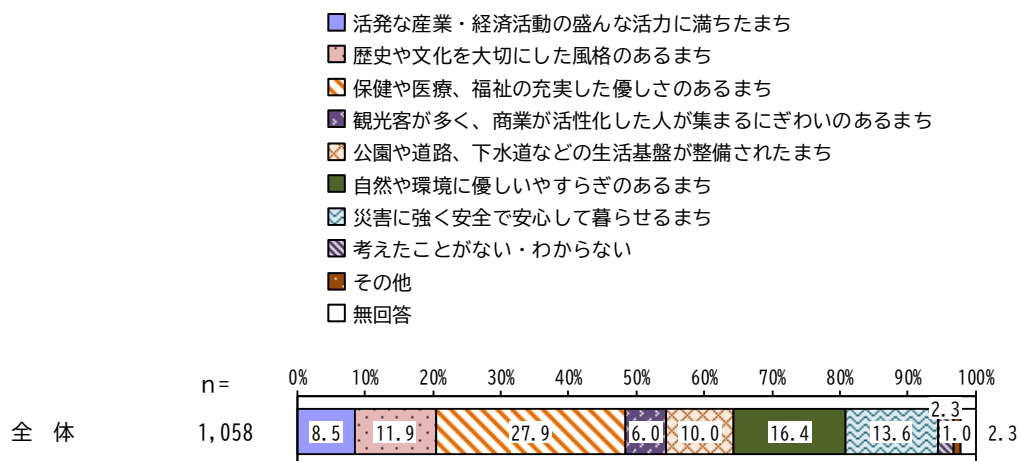 活発な産業・経済活動の盛んな活力に満ちたまち
歴史や文化を大切にした風格のあるまち
保健や医療、福祉の充実した優しさのあるまち
観光客が多く、商業が活性化した人が集まるにぎわいのあるまち
公園や道路、下水道などの生活基盤が整備されたまち
自然や環境に優しいやすらぎのあるまち
災害に強く安全で安心して暮らせるまち
考えたことがない・わからない
その他
無回答
n= 0% 10% 20% 30% 40% 50% 60% 70% 80% 90% 100%
2.3
全 体 1,058 8.5 11.9 27.9 6.0 10.0 16.4 13.6 1.0 2.3